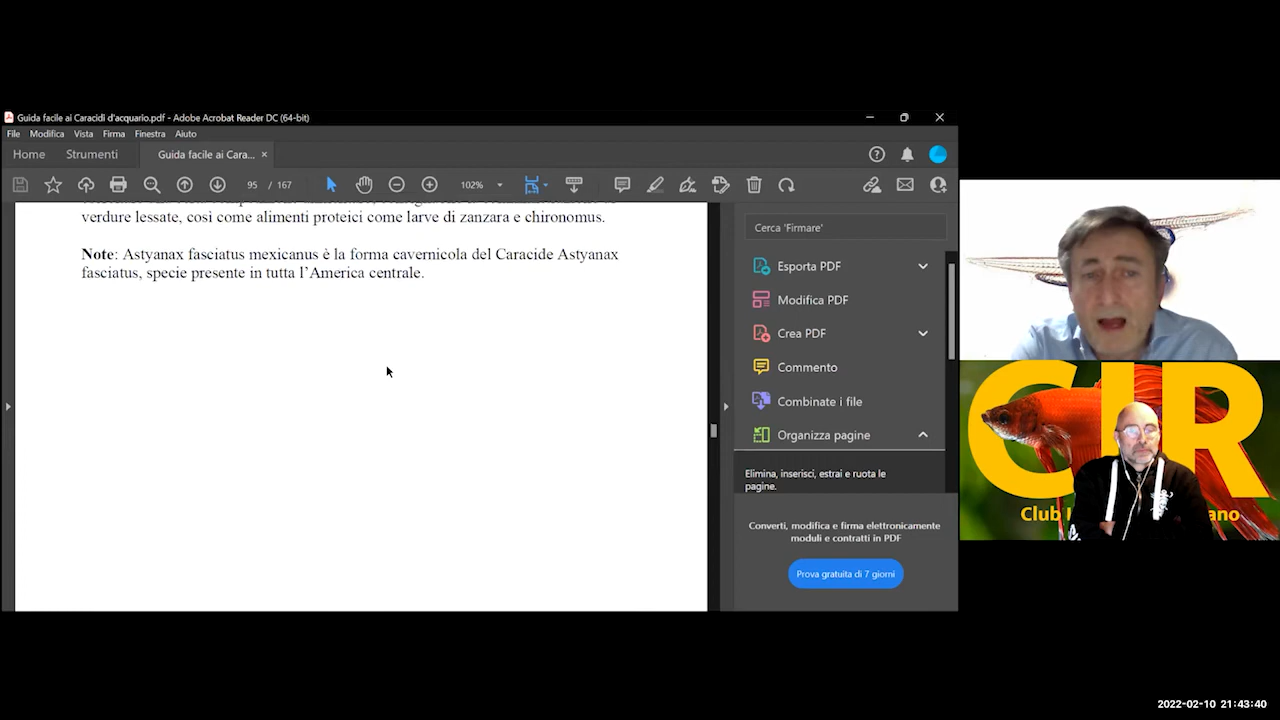 Guida facile ai Caracidi d'acquario.pdf - Adobe Acrobat Reader DC (64-bit)
File Modifica Vista Firma Finestra Aiuto
Home Strumenti Guida facile ai Cara... ×
95 / 167 102%
verdure lessate, così come alimenti proteici come larve di zanzara e chironomus.
Note: Astyanax fasciatus mexicanus è la forma cavernicola del Caracide Astyanax
fasciatus, specie presente in tutta l'America centrale.
Cerca 'Firmare'
Esporta PDF
Modifica PDF
Crea PDF
Commento
Combinate i file
Organizza pagine
Elimina, inserisci, estrai e ruota le
pagine.
Converti, modifica e firma elettronicamente
moduli e contratti in PDF
Prova gratuita di 7 giorni
CIR
Club
2022-02-10 21:43:40